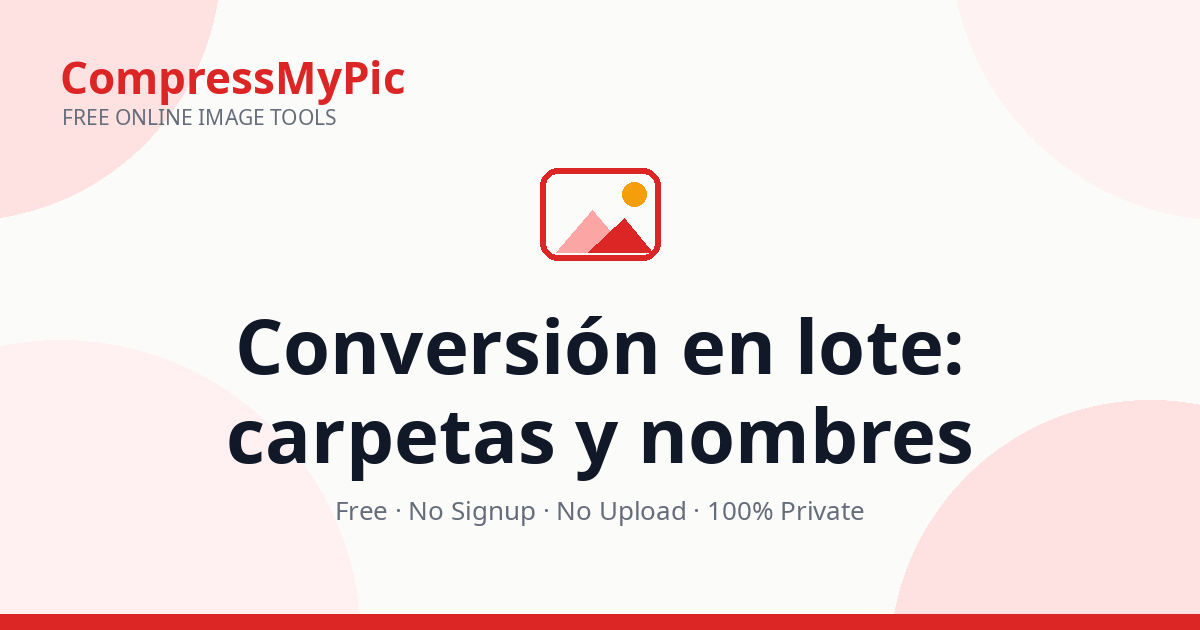 CompressMyPic
FREE ONLINE IMAGE TOOLS
Conversión en lote:
carpetas y nombres
Free · No Signup · No Upload · 100% Private